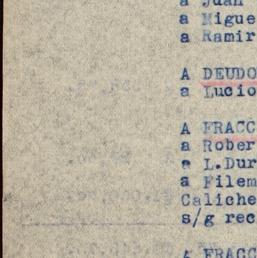 a Juan
a Migue
a Ramir
A DEUDO
a Lucio
A FRACC
a Rober
a L.Dur
a Filem
Caliche
s/g rec
A FRACC